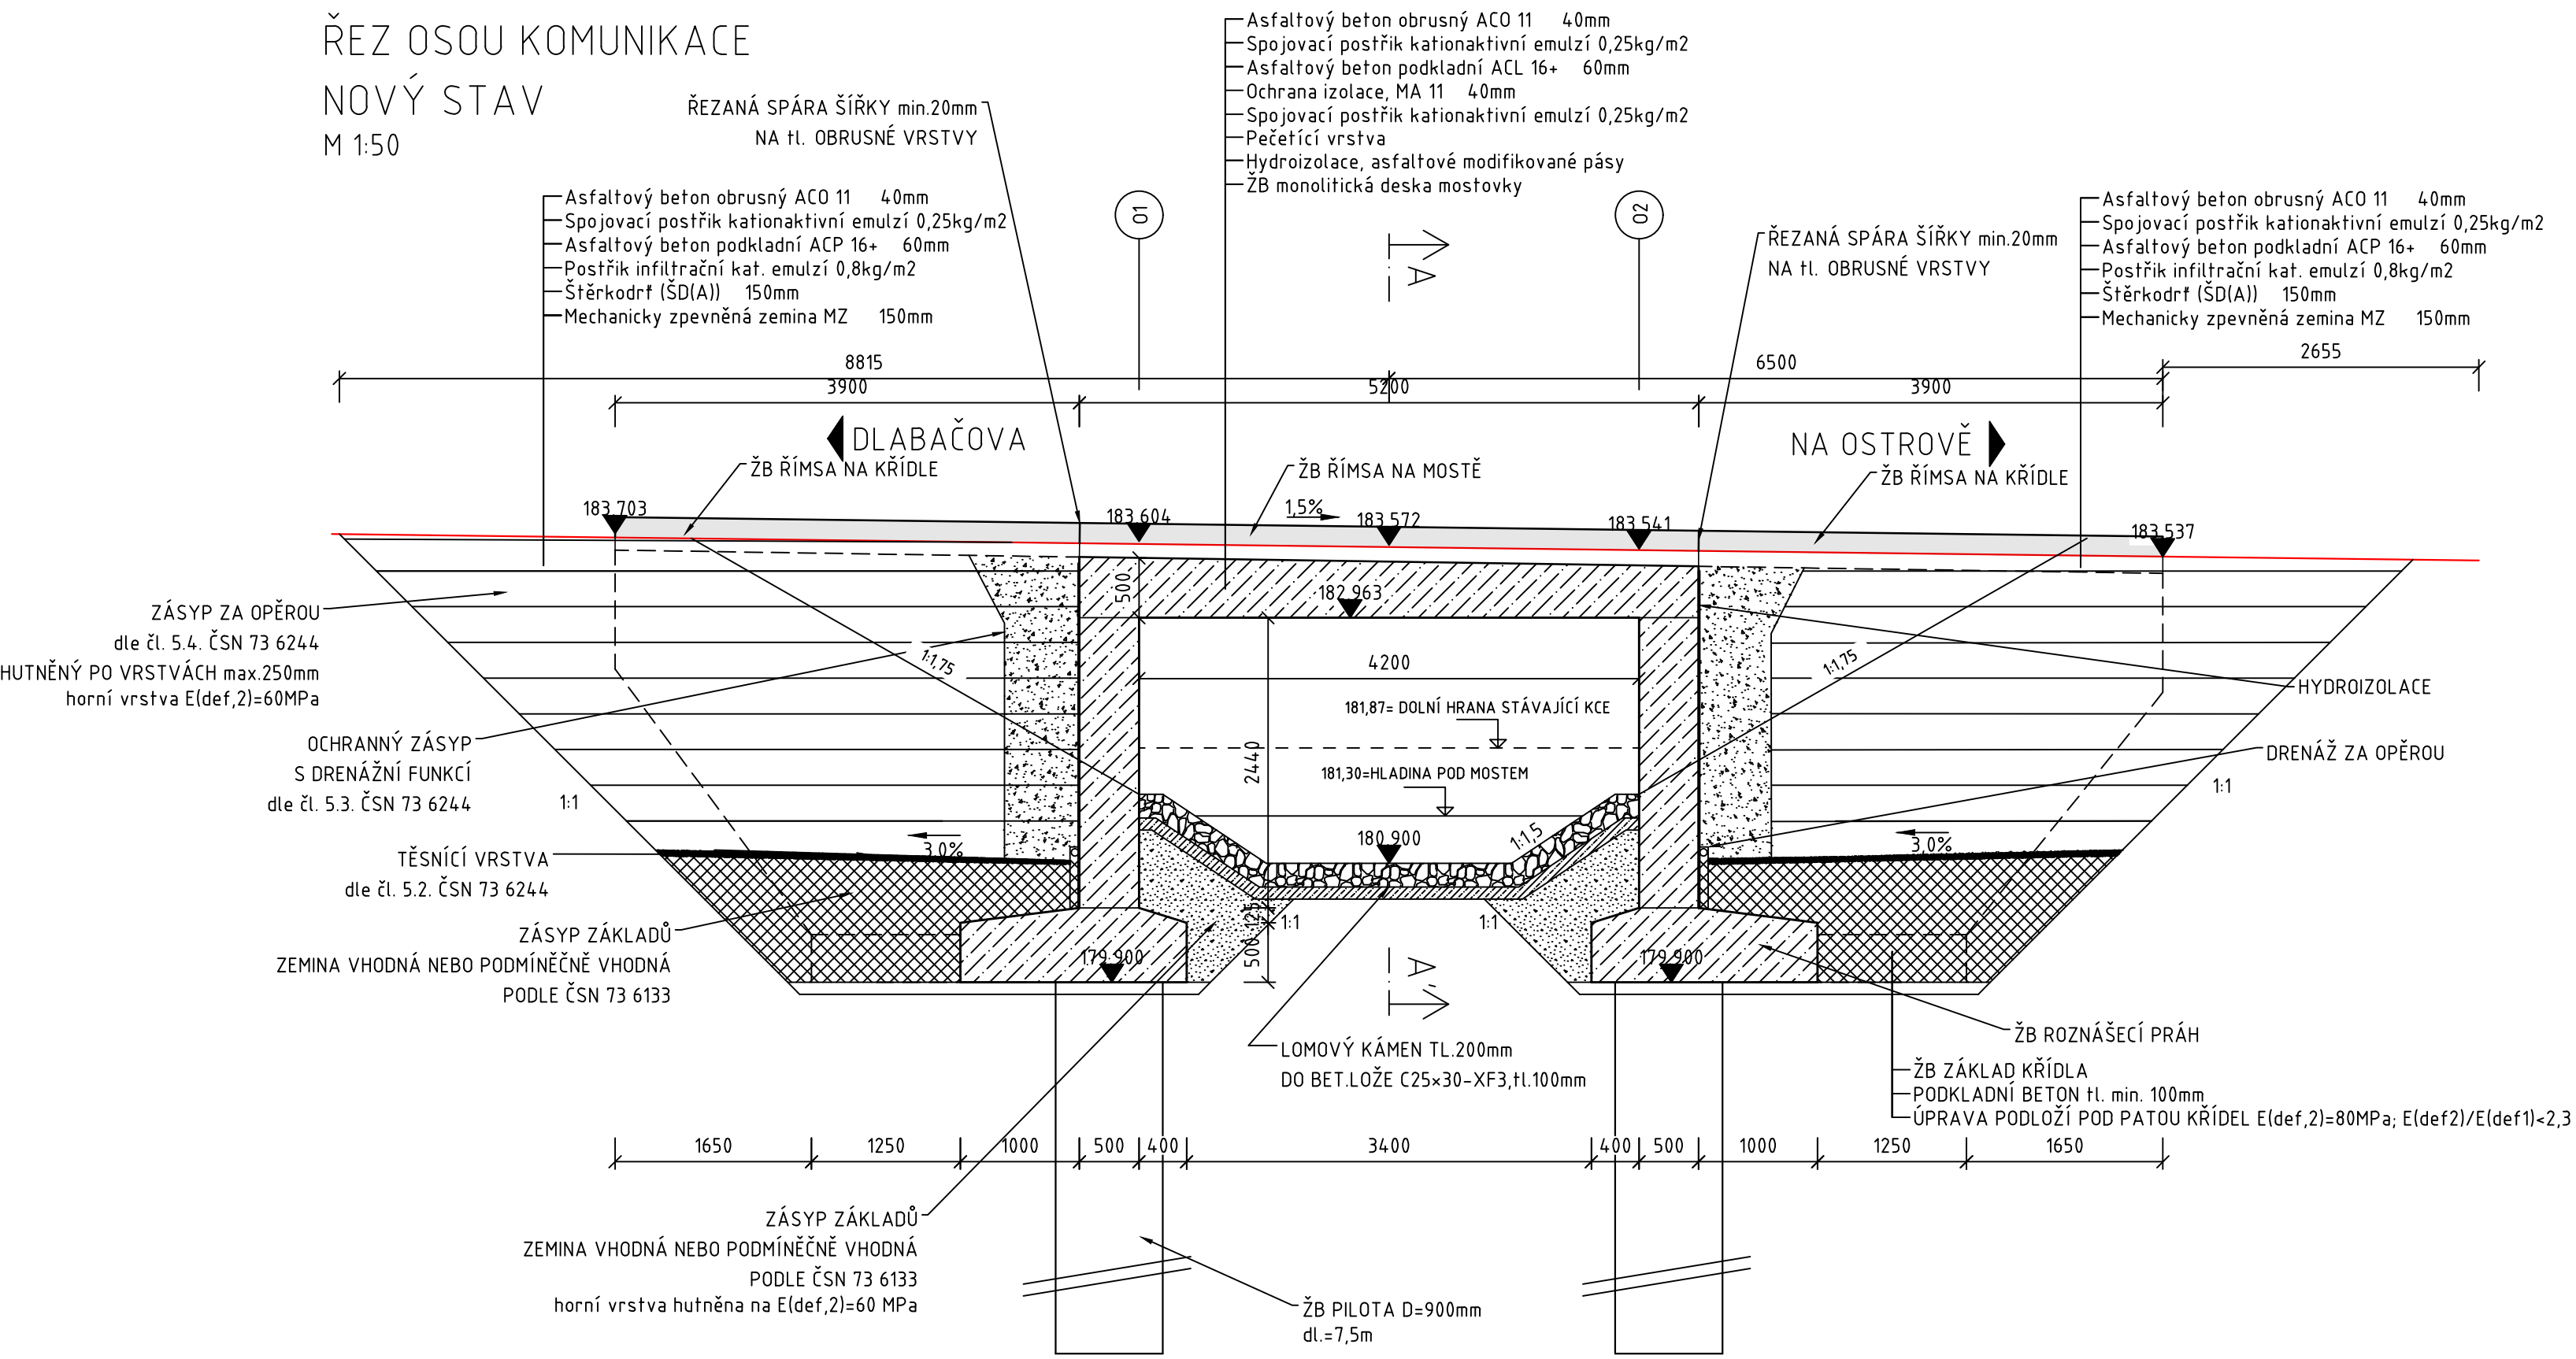 ŘEZ OSOU KOMUNIKACE
NOVÝ STAV
M 1:50
ŘEZANÁ SPÁRA ŠÍŘKY min.20mm
NA tl. OBRUSNÉ VRSTVY
Asfaltový beton obrusný ACO 11 40mm
Spojovací postřik kationaktivní emulzí 0,25kg/m2
Asfaltový beton podkladní ACL 16+ 60mm
Ochrana izolace, MA 11 40mm
Spojovací postřik kationaktivní emulzí 0,25kg/m2
Pečetící vrstva
Hydroizolace, asfaltové modifikované pásy
ŽB monolitická deska mostovky
Asfaltový beton obrusný ACO 11 40mm
Spojovací postřik kationaktivní emulzí 0,25kg/m2
Asfaltový beton podkladní ACP 16+ 60mm
Postřik infiltrační kat. emulzí 0,8kg/m2
Štěrkodrť (ŠD(A)) 150mm
Mechanicky zpevněná zemina MZ 150mm
01
02
A
ŘEZANÁ SPÁRA ŠÍŘKY min.20mm
NA tl. OBRUSNÉ VRSTVY
Asfaltový beton obrusný ACO 11 40mm
Spojovací postřik kationaktivní emulzí 0,25kg/m2
Asfaltový beton podkladní ACP 16+ 60mm
Postřik infiltrační kat. emulzí 0,8kg/m2
Štěrkodrť (ŠD(A)) 150mm
Mechanicky zpevněná zemina MZ 150mm
8815
6500
2655
3900
5200
3900
DLABAČOVA
NA OSTROVĚ
ŽB ŘÍMSA NA KŘÍDLE
ŽB ŘÍMSA NA MOSTĚ
ŽB ŘÍMSA NA KŘÍDLE
183.703
183.604
1,5%
183.572
183.541
183.537
500
182.963
ZÁSYP ZA OPĚROU
dle čl. 5.4. ČSN 73 6244
HUTNĚNÝ PO VRSTVÁCH max.250mm
horní vrstva E(def,2)=60MPa
1:1,75
4200
1:1,75
HYDROIZOLACE
181,87= DOLNÍ HRANA STÁVAJÍCÍ KCE
OCHRANNÝ ZÁSYP
S DRENÁŽNÍ FUNKCÍ
dle čl. 5.3. ČSN 73 6244
2440
181,30=HLADINA POD MOSTEM
DRENÁŽ ZA OPĚROU
1:1
1:1
3,0%
180.900
1:1,5
3,0%
TĚSNÍCÍ VRSTVA
dle čl. 5.2. ČSN 73 6244
125
1:1
1:1
500
ZÁSYP ZÁKLADŮ
ZEMINA VHODNÁ NEBO PODMÍNĚČNĚ VHODNÁ
PODLE ČSN 73 6133
179.900
179.900
A'
LOMOVÝ KÁMEN TL.200mm
DO BET.LOŽE C25×30-XF3,tl.100mm
ŽB ROZNÁŠECÍ PRÁH
ŽB ZÁKLAD KŘÍDLA
PODKLADNÍ BETON tl. min. 100mm
ÚPRAVA PODLOŽÍ POD PATOU KŘÍDEL E(def,2)=80MPa; E(def2)/E(def1)<2,3
1650
1250
1000
500
400
3400
400
500
1000
1250
1650
ZÁSYP ZÁKLADŮ
ZEMINA VHODNÁ NEBO PODMÍNĚČNĚ VHODNÁ
PODLE ČSN 73 6133
horní vrstva hutněna na E(def,2)=60 MPa
ŽB PILOTA D=900mm
dl.=7,5m